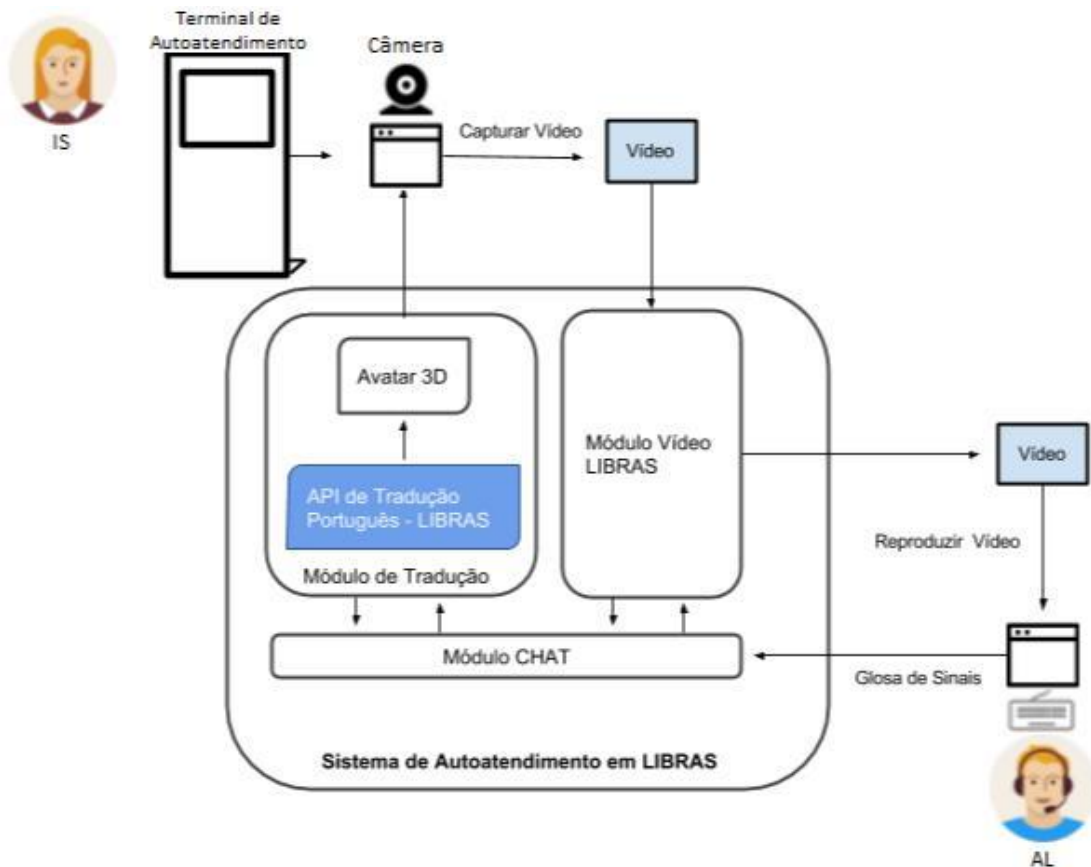 Terminal de
Autoatendimento
Câmera
IS
Capturar Vídeo
Vídeo
Avatar 3D
API de Tradução
Português - LIBRAS
Módulo de Tradução
Módulo Vídeo
LIBRAS
Vídeo
Reproduzir Vídeo
Módulo CHAT
Glosa de Sinais
Sistema de Autoatendimento em LIBRAS
AL